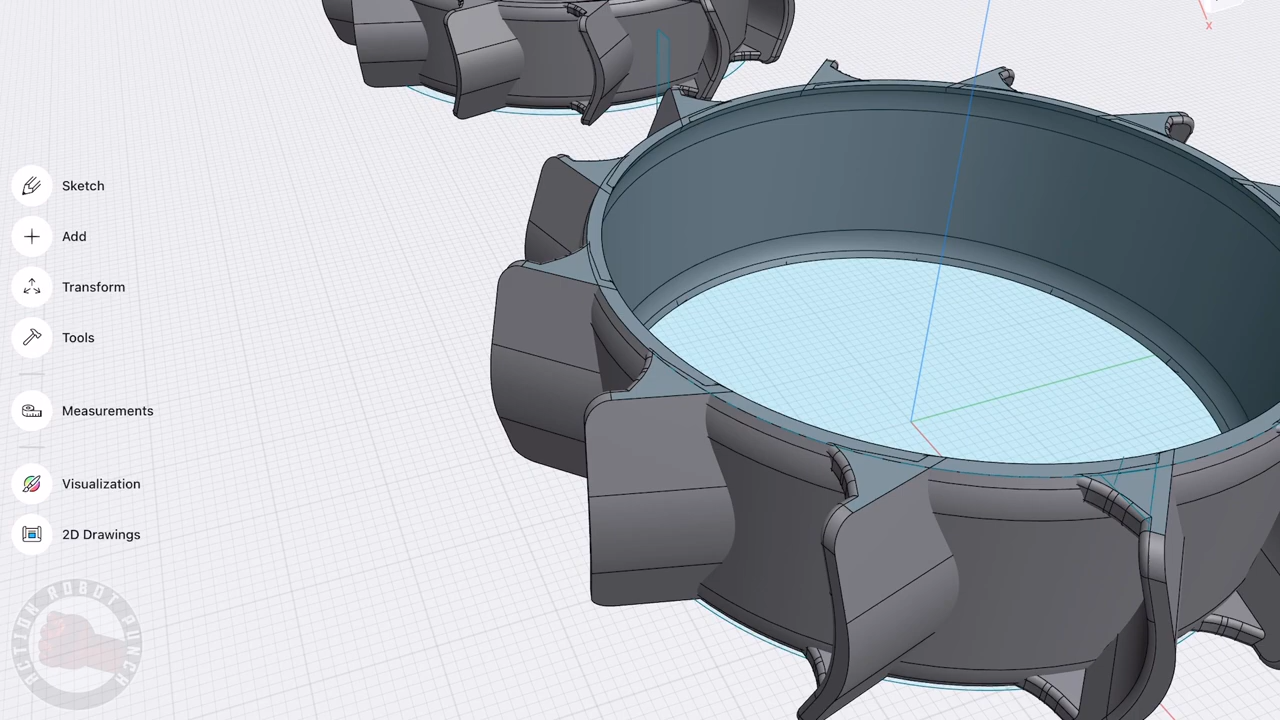 X
Sketch
Add
Transform
Tools
Measurements
Visualization
2D Drawings
ACTION ROBOT PUNCH